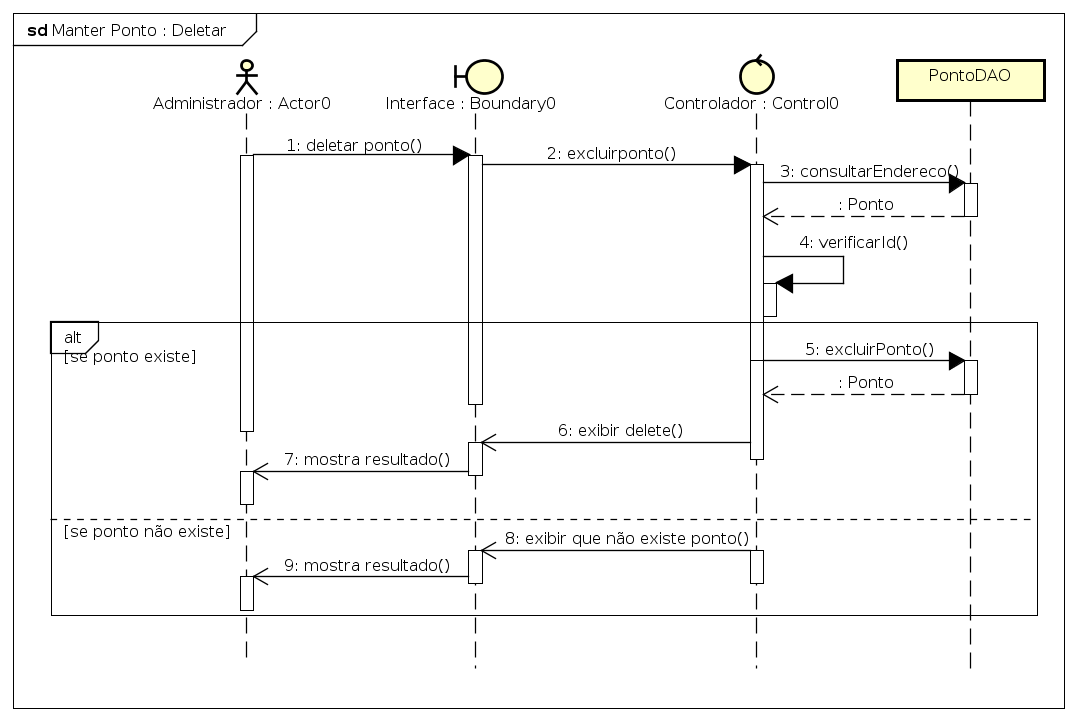 sd Manter Ponto : Deletar
PontoDAO
Administrador : Actor0
Interface : Boundary0
Controlador : Control0
1: deletar ponto()
2: excluirponto()
3: consultarEndereco()
: Ponto
4: verificarId()
alt
[se ponto existe]
5: excluirPonto()
: Ponto
6: exibir delete()
7: mostra resultado()
[se ponto não existe]
8: exibir que não existe ponto()
9: mostra resultado()